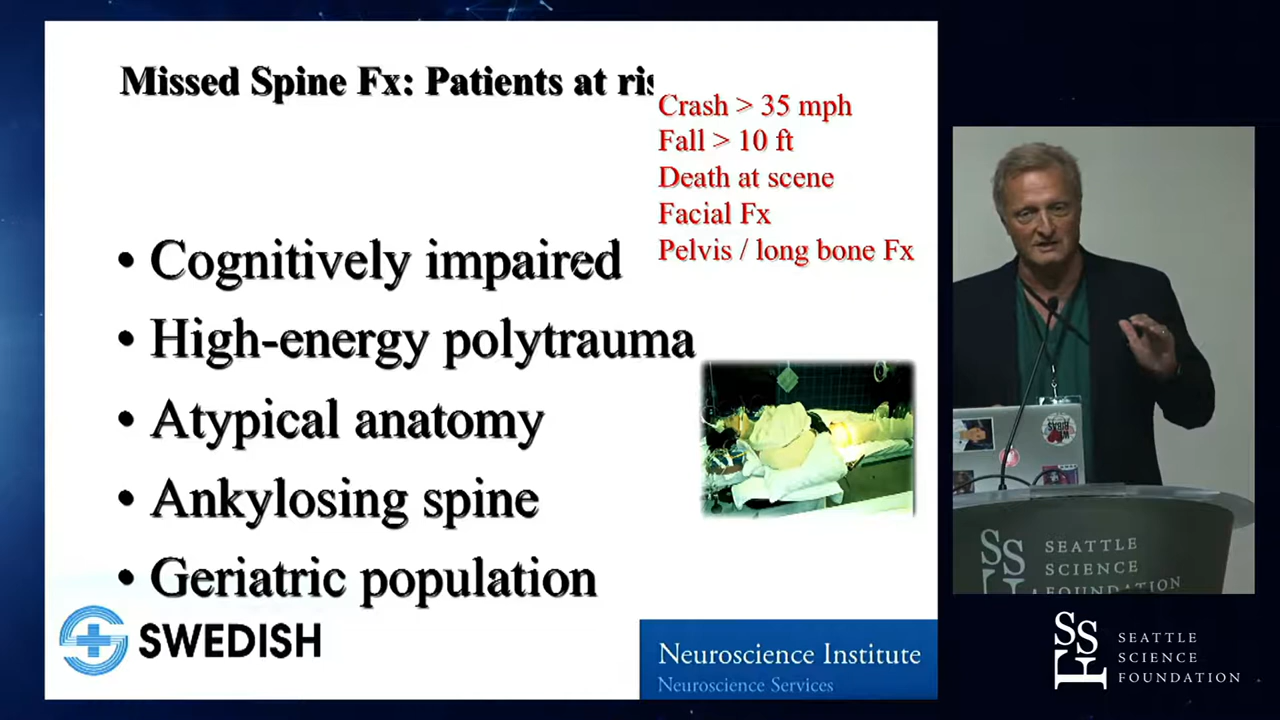 Missed Spine Fx: Patients at ris
Crash > 35 mph
Fall > 10 ft
Death at scene
Facial Fx
Pelvis / long bone Fx
• Cognitively impaired
• High-energy polytrauma
• Atypical anatomy
• Ankylosing spine
• Geriatric population
SWEDISH
Neuroscience Institute
Neuroscience Services
SSF
SEATTLE
SCIENCE
FOUNDATION
SSF
SEATTLE
SCIENCE
FOUNDATION